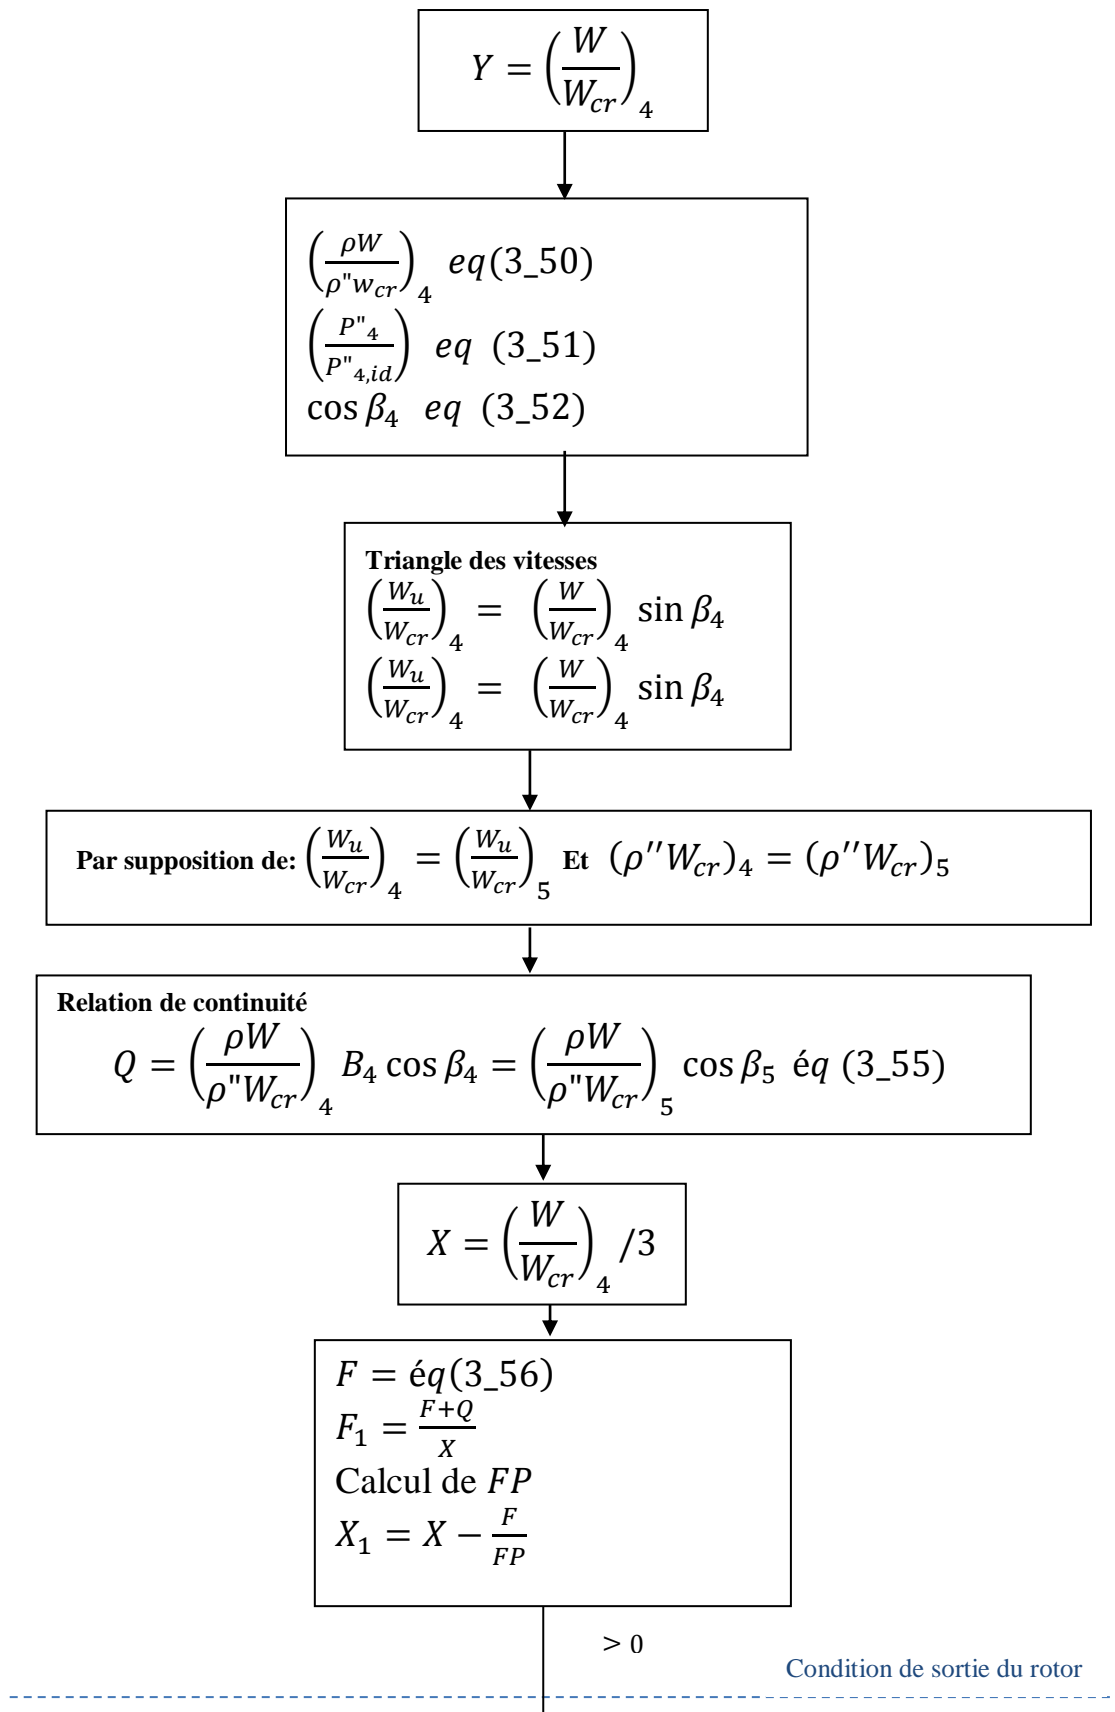 Y = (W/W_cr)_4
(ρW/ρ"w_cr)_4 eq(3_50)
(P"_4/P"_4,id) eq (3_51)
cos β_4 eq (3_52)
Triangle des vitesses
(W_u/W_cr)_4 = (W/W_cr)_4 sin β_4
(W_u/W_cr)_4 = (W/W_cr)_4 sin β_4
Par supposition de: (W_u/W_cr)_4 = (W_u/W_cr)_5 Et (ρ′′W_cr)_4 = (ρ′′W_cr)_5
Relation de continuité
Q = (ρW/ρ"W_cr)_4 B_4 cos β_4 = (ρW/ρ"W_cr)_5 cos β_5 éq (3_55)
X = (W/W_cr)_4 /3
F = éq(3_56)
F_1 = F+Q/X
Calcul de FP
X_1 = X − F/FP
> 0
Condition de sortie du rotor